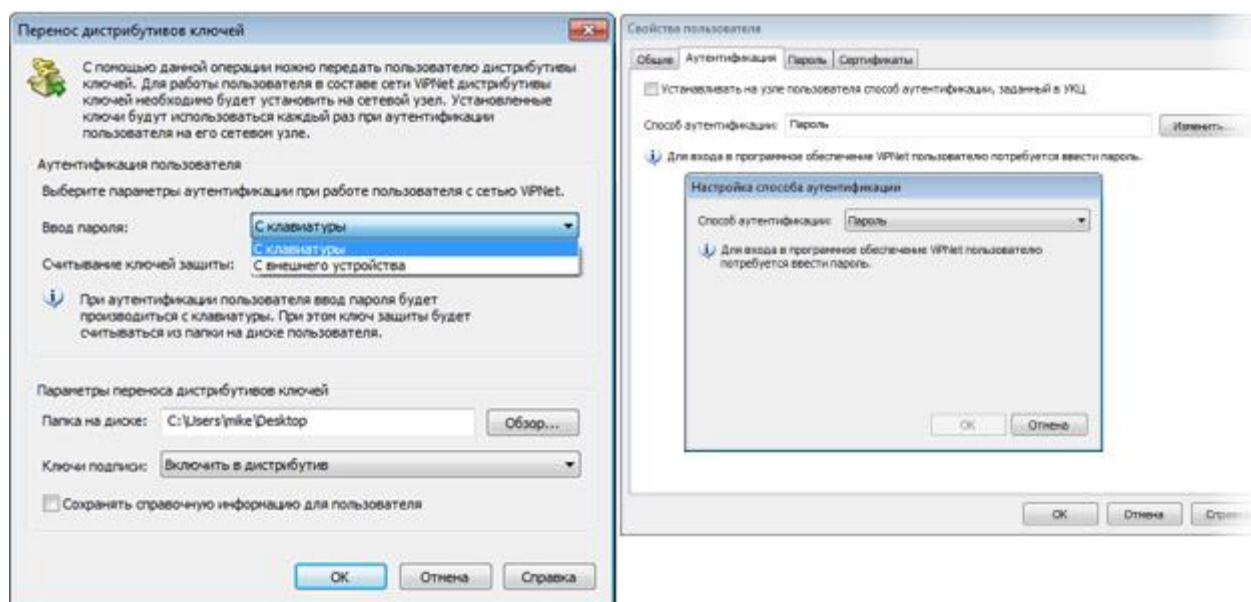 Перенос дистрибутивов ключей
С помощью данной операции можно передать пользователю дистрибутивы
ключей. Для работы пользователя в составе сети ViPNet дистрибутивы
ключей необходимо будет установить на сетевой узел. Установленные
ключи будут использоваться каждый раз при аутентификации
пользователя на его сетевом узле.
Аутентификация пользователя
Выберите параметры аутентификации при работе пользователя с сетью ViPNet.
Ввод пароля:
С клавиатуры
С клавиатуры
С внешнего устройства
Считывание ключей защиты:
При аутентификации пользователя ввод пароля будет
производиться с клавиатуры. При этом ключ защиты будет
считываться из папки на диске пользователя.
Параметры переноса дистрибутивов ключей
Папка на диске: C:\Users\mike\Desktop Обзор...
Ключи подписи: Включить в дистрибутив
Сохранять справочную информацию для пользователя
ОК Отмена Справка
Свойства пользователя
Общие Аутентификация Пароль Сертификаты
Устанавливать на узле пользователя способ аутентификации, заданный в УКЦ
Способ аутентификации: Пароль Изменить...
Для входа в программное обеспечение ViPNet пользователю потребуется ввести пароль.
Настройка способа аутентификации
Способ аутентификации: Пароль
Для входа в программное обеспечение ViPNet пользователю
потребуется ввести пароль.
ОК Отмена
ОК Отмена